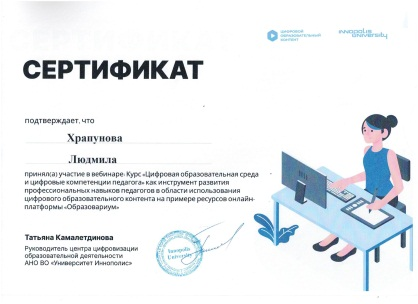 ЦИФРОВОЙ
ОБРАЗОВАТЕЛЬНЫЙ
КОНТЕНТ
INNOPOLIS
UNIVERSITY
СЕРТИФИКАТ
подтверждает, что
Храпунова
Людмила
принял(а) участие в вебинаре: Курс «Цифровая образовательная среда
и цифровые компетенции педагога» как инструмент развития
профессиональных навыков педагогов в области использования
цифрового образовательного контента на примере ресурсов онлайн-
платформы «Образовариум»
Татьяна Камалетдинова
Руководитель центра цифровизации
образовательной деятельности
АНО ВО «Университет Иннополис»
Innopolis
University